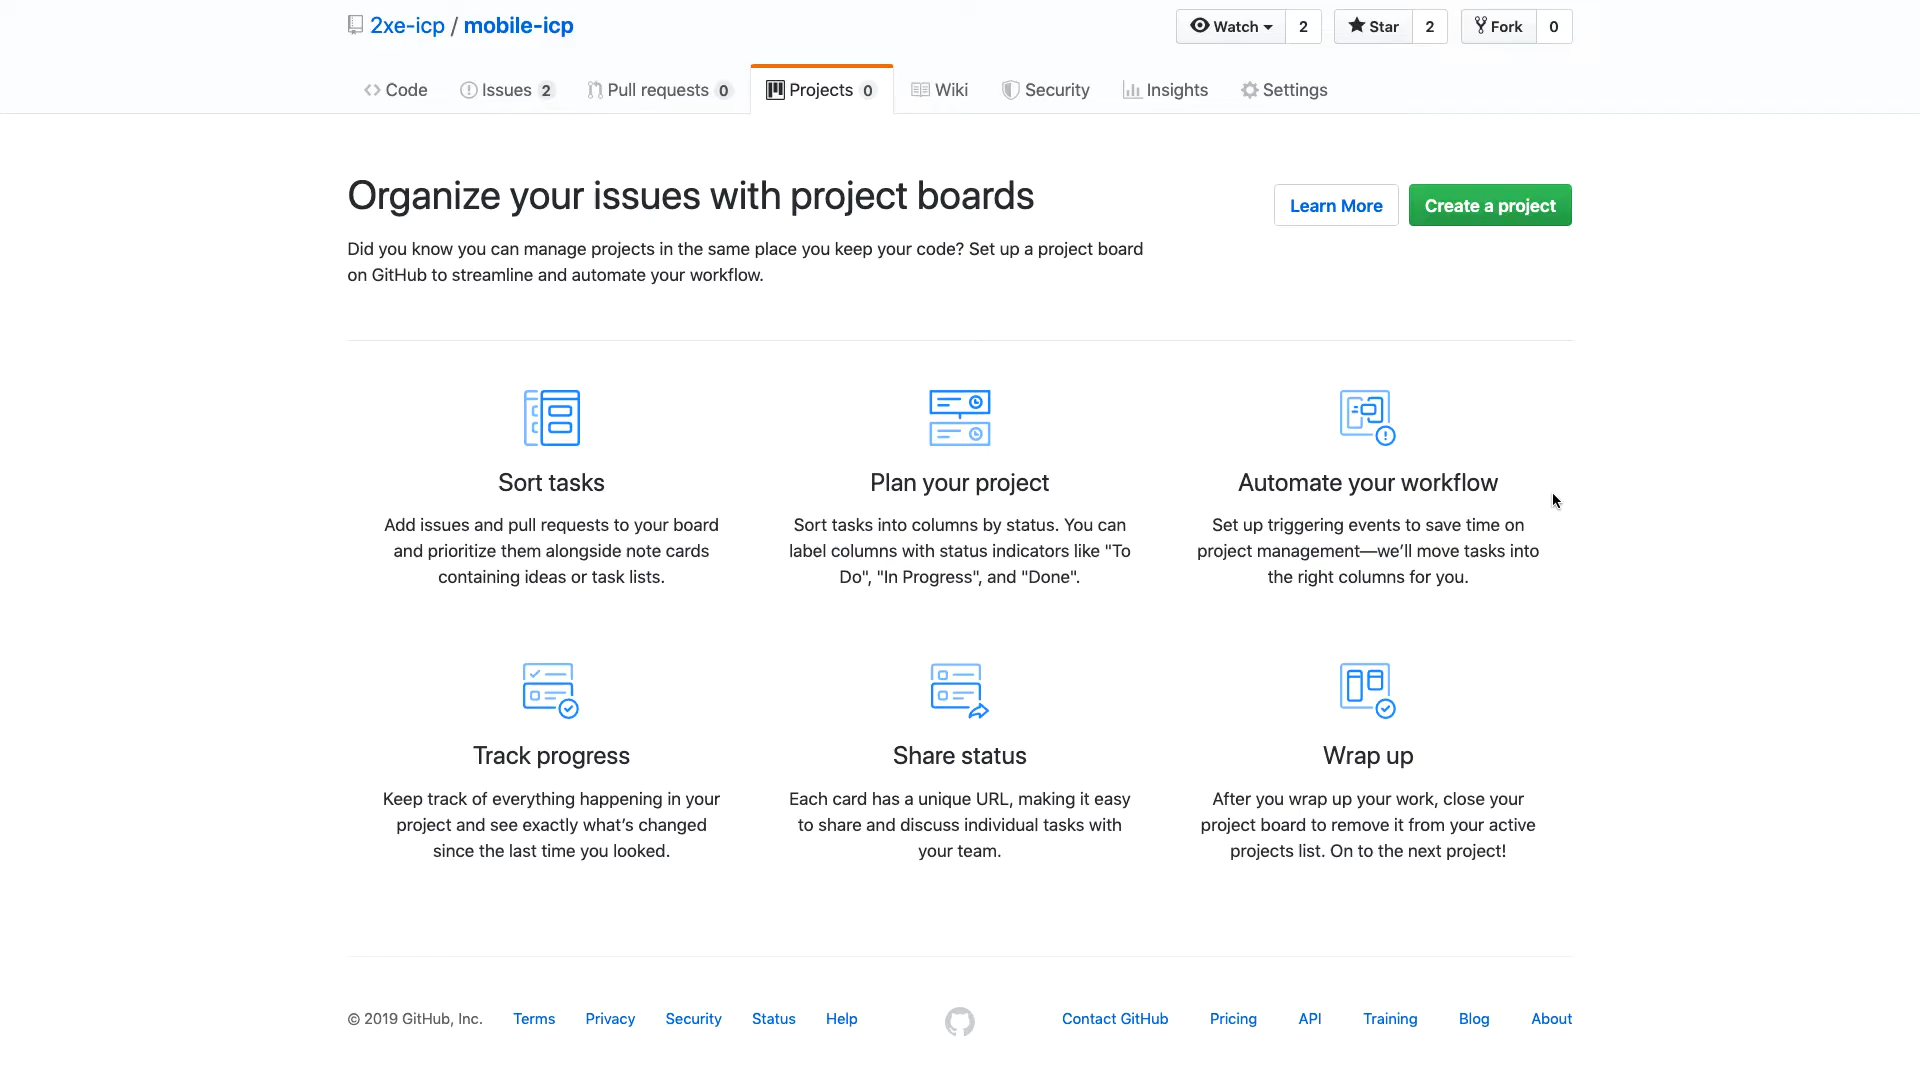 2xe-icp / mobile-icp
Watch 2 Star 2 Fork 0
Code Issues 2 Pull requests 0 Projects 0 Wiki Security Insights Settings
Organize your issues with project boards
Learn More Create a project
Did you know you can manage projects in the same place you keep your code? Set up a project board
on GitHub to streamline and automate your workflow.
Sort tasks
Add issues and pull requests to your board
and prioritize them alongside note cards
containing ideas or task lists.
Plan your project
Sort tasks into columns by status. You can
label columns with status indicators like "To
Do", "In Progress", and "Done".
Automate your workflow
Set up triggering events to save time on
project management—we’ll move tasks into
the right columns for you.
Track progress
Keep track of everything happening in your
project and see exactly what’s changed
since the last time you looked.
Share status
Each card has a unique URL, making it easy
to share and discuss individual tasks with
your team.
Wrap up
After you wrap up your work, close your
project board to remove it from your active
projects list. On to the next project!
© 2019 GitHub, Inc. Terms Privacy Security Status Help Contact GitHub Pricing API Training Blog About